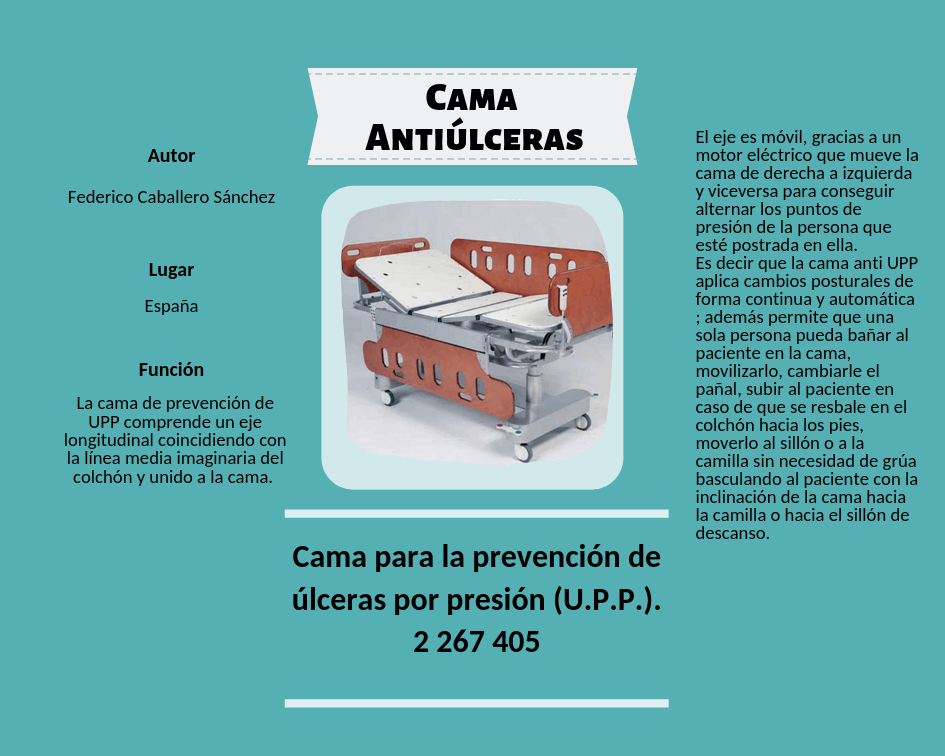 Cama
Antiúlceras
Autor
Federico Caballero Sánchez
Lugar
España
Función
La cama de prevención de
UPP comprende un eje
longitudinal coincidiendo con
la línea media imaginaria del
colchón y unido a la cama.
Cama para la prevención de
úlceras por presión (U.P.P.).
2 267 405
El eje es móvil, gracias a un
motor eléctrico que mueve la
cama de derecha a izquierda
y viceversa para conseguir
alternar los puntos de
presión de la persona que
esté postrada en ella.
Es decir que la cama anti UPP
aplica cambios posturales de
forma continua y automática
; además permite que una
sola persona pueda bañar al
paciente en la cama,
movilizarlo, cambiarle el
pañal, subir al paciente en
caso de que se resbale en el
colchón hacia los pies,
moverlo al sillón o a la
camilla sin necesidad de grúa
basculando al paciente con la
inclinación de la cama hacia
la camilla o hacia el sillón de
descanso.